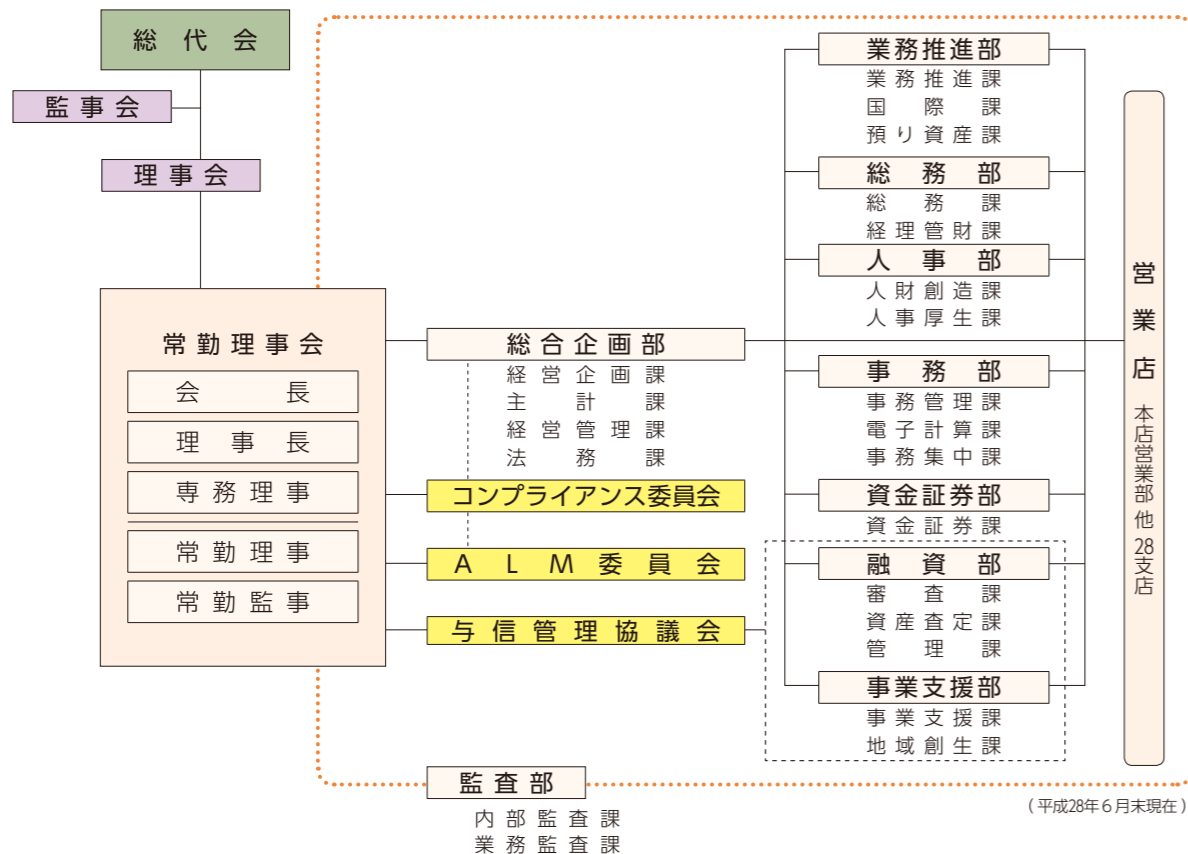 総代会
監事会
理事会
常勤理事会
会長
理事長
専務理事
常勤理事
常勤監事
総合企画部
経営企画課
主計課
経営管理課
法務課
コンプライアンス委員会
ALM委員会
与信管理協議会
監査部
内部監査課
業務監査課
業務推進部
業務推進課
国際課
預り資産課
総務部
総務課
経理管財課
人事部
人財創造課
人事厚生課
事務部
事務管理課
電子計算課
事務集中課
資金証券部
資金証券課
融資部
審査課
資産査定課
管理課
事業支援部
事業支援課
地域創生課
営業店 本店営業部 他28支店
(平成28年6月末現在)